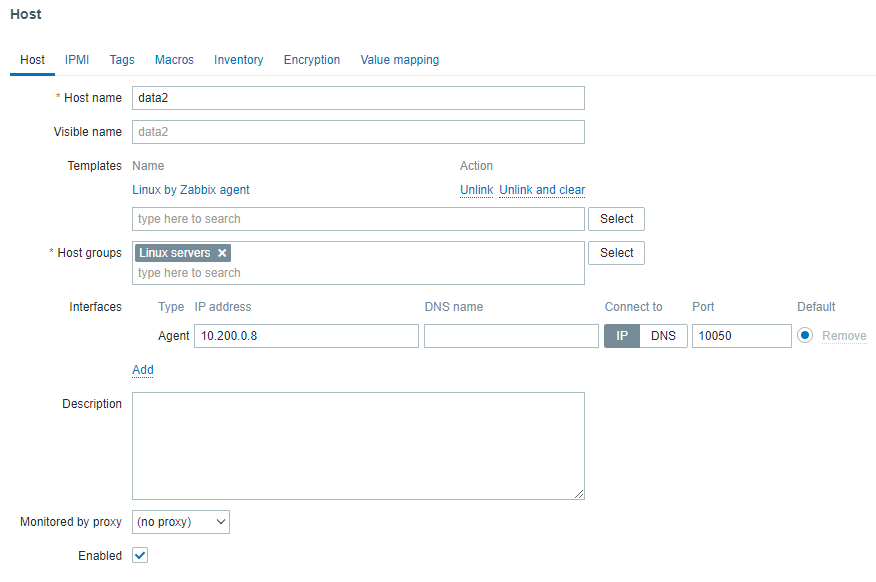 Host
Host IPMI Tags Macros Inventory Encryption Value mapping
* Host name data2
Visible name data2
Templates Name Action
Linux by Zabbix agent Unlink Unlink and clear
type here to search Select
* Host groups Linux servers × Select
type here to search
Interfaces Type IP address DNS name Connect to Port Default
Agent 10.200.0.8 IP DNS 10050 Remove
Add
Description
Monitored by proxy (no proxy)
Enabled